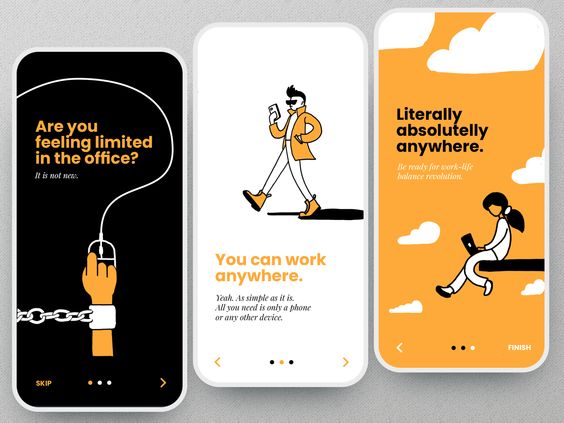 Are you
feeling limited
in the office?
It is not new.
SKIP
You can work
anywhere.
Yeah. As simple as it is.
All you need is only a phone
or any other device.
Literally
absolutelly
anywhere.
Be ready for work-life
balance revolution.
FINISH